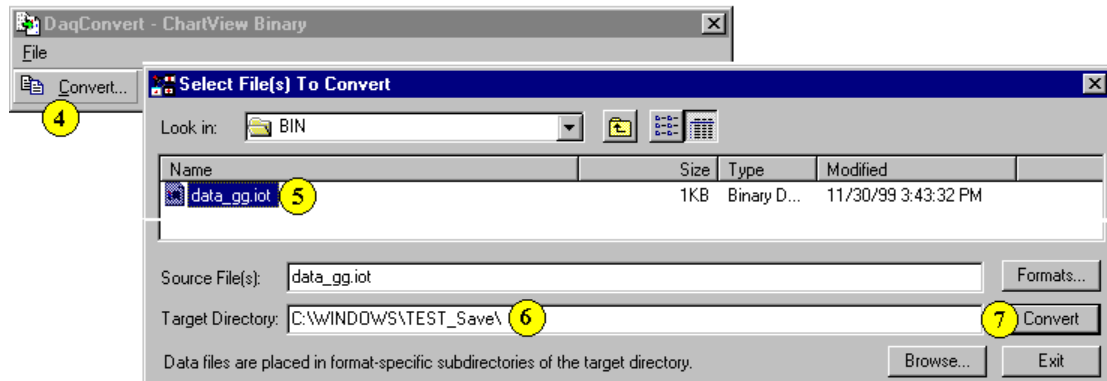 DaqConvert - ChartView Binary
File
Convert...
4
Select File(s) To Convert
Look in: BIN
Name Size Type Modified
data_gg.iot 5 1KB Binary D... 11/30/99 3:43:32 PM
Source File(s): data_gg.iot Formats...
Target Directory: C:\WINDOWS\TEST_Save\ 6 7 Convert
Data files are placed in format-specific subdirectories of the target directory. Browse... Exit